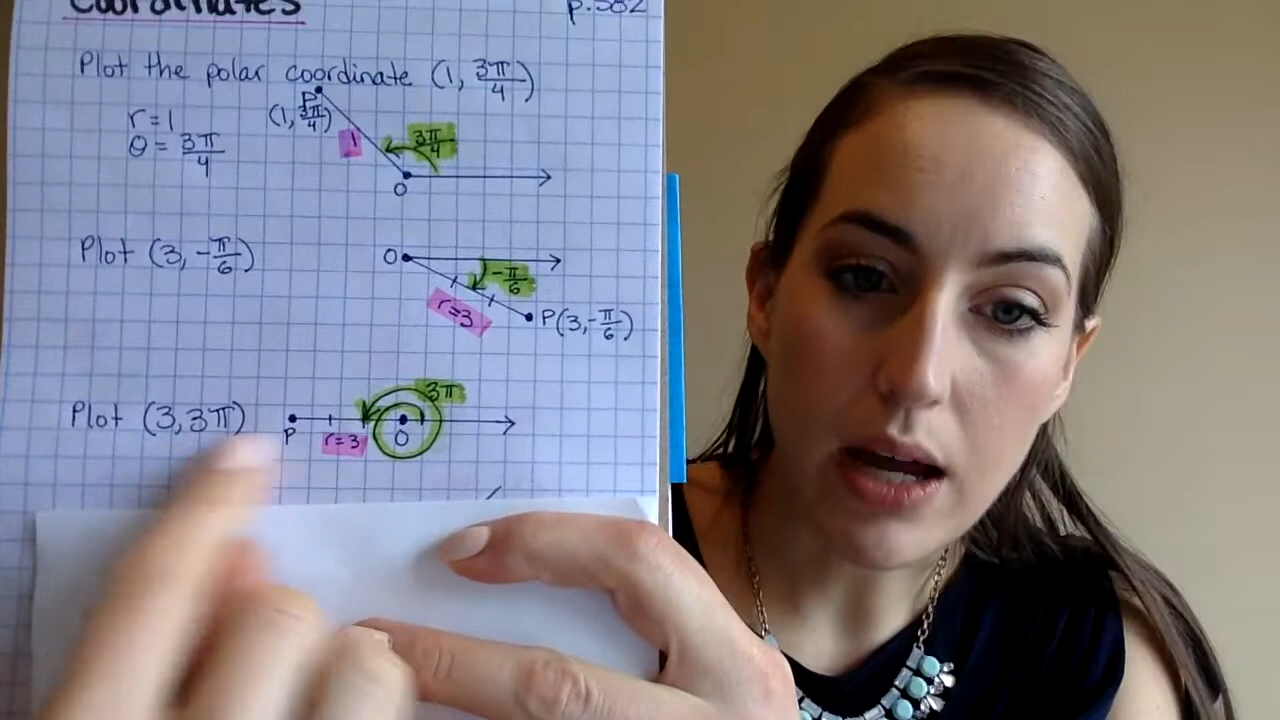 Coordinates p.582
Plot the polar coordinate (1, 3π/4)
P
(1, 3π/4)
r=1
θ = 3π/4
1
3π/4
O
Plot (3, -π/6)
O
-π/6
r=3
P(3, -π/6)
Plot (3, 3π)
3π
P
r=3
O